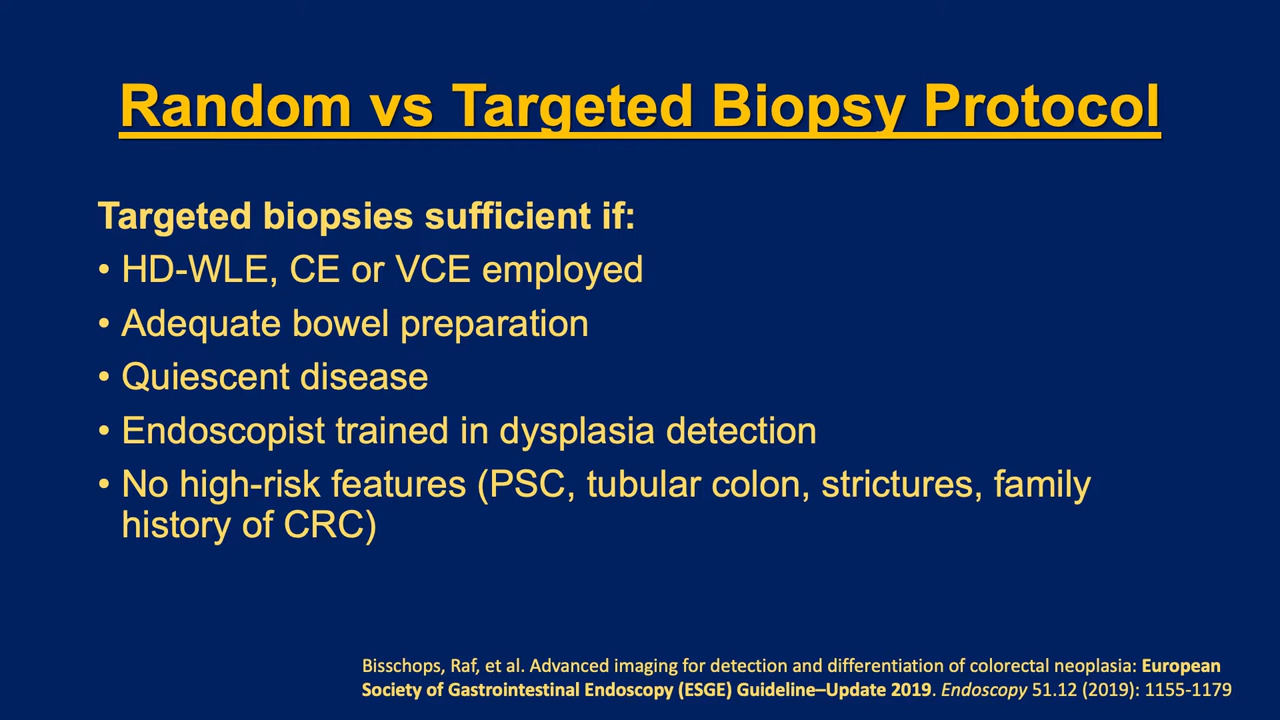 Random vs Targeted Biopsy Protocol
Targeted biopsies sufficient if:
• HD-WLE, CE or VCE employed
• Adequate bowel preparation
• Quiescent disease
• Endoscopist trained in dysplasia detection
• No high-risk features (PSC, tubular colon, strictures, family
history of CRC)
Bisschops, Raf, et al. Advanced imaging for detection and differentiation of colorectal neoplasia: European
Society of Gastrointestinal Endoscopy (ESGE) Guideline–Update 2019. Endoscopy 51.12 (2019): 1155-1179